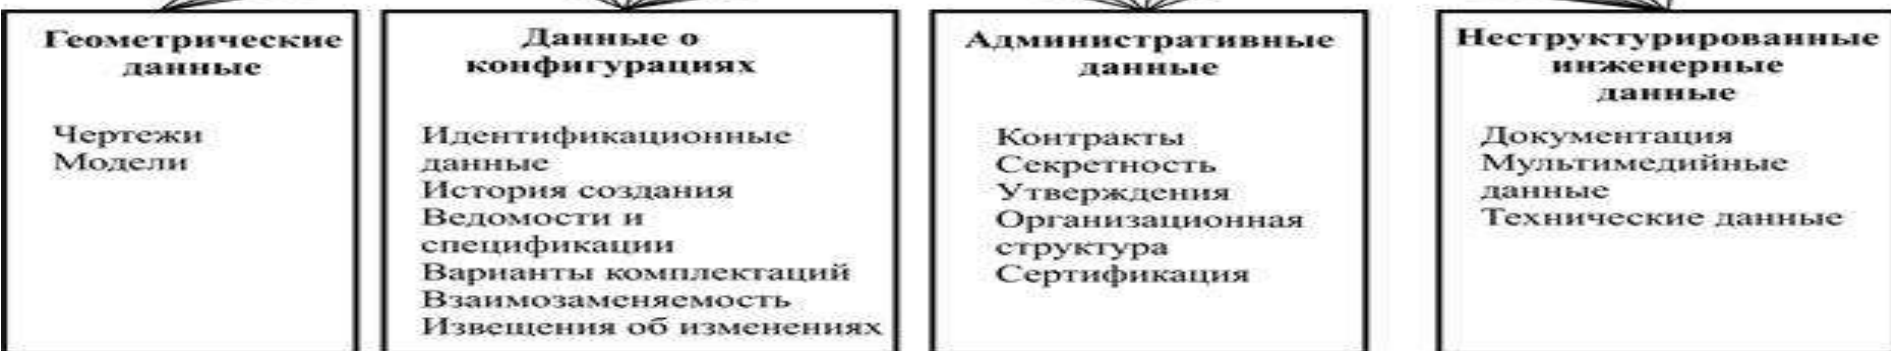 Геометрические
данные
Чертежи
Модели
Данные о
конфигурациях
Идентификационные
данные
История создания
Ведомости и
спецификации
Варианты комплектаций
Взаимозаменяемость
Извещения об изменениях
Административные
данные
Контракты
Секретность
Утверждения
Организационная
структура
Сертификация
Неструктурированные
инженерные
данные
Документация
Мультимедийные
данные
Технические данные